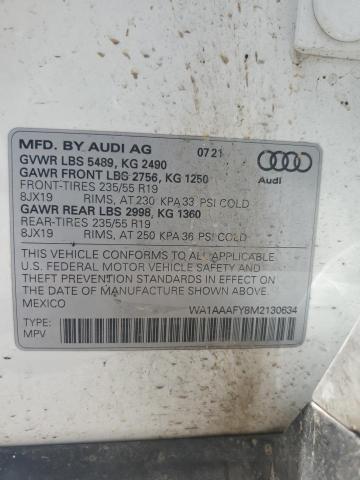 MFD. BY AUDI AG 07 21
GVWR LBS 5489, KG 2490
GAWR FRONT LBS 2756, KG 1250
FRONT-TIRES 235/55 R19
8JX19 RIMS, AT 230 KPA 33 PSI COLD
GAWR REAR LBS 2998, KG 1360
REAR-TIRES 235/55 R19
8JX19 RIMS, AT 250 KPA 36 PSI COLD
Audi
THIS VEHICLE CONFORMS TO ALL APPLICABLE
U.S. FEDERAL MOTOR VEHICLE SAFETY AND
THEFT PREVENTION STANDARDS IN EFFECT ON
THE DATE OF MANUFACTURE SHOWN ABOVE
MEXICO
WA1AAAFY8M2130634
TYPE:
MPV